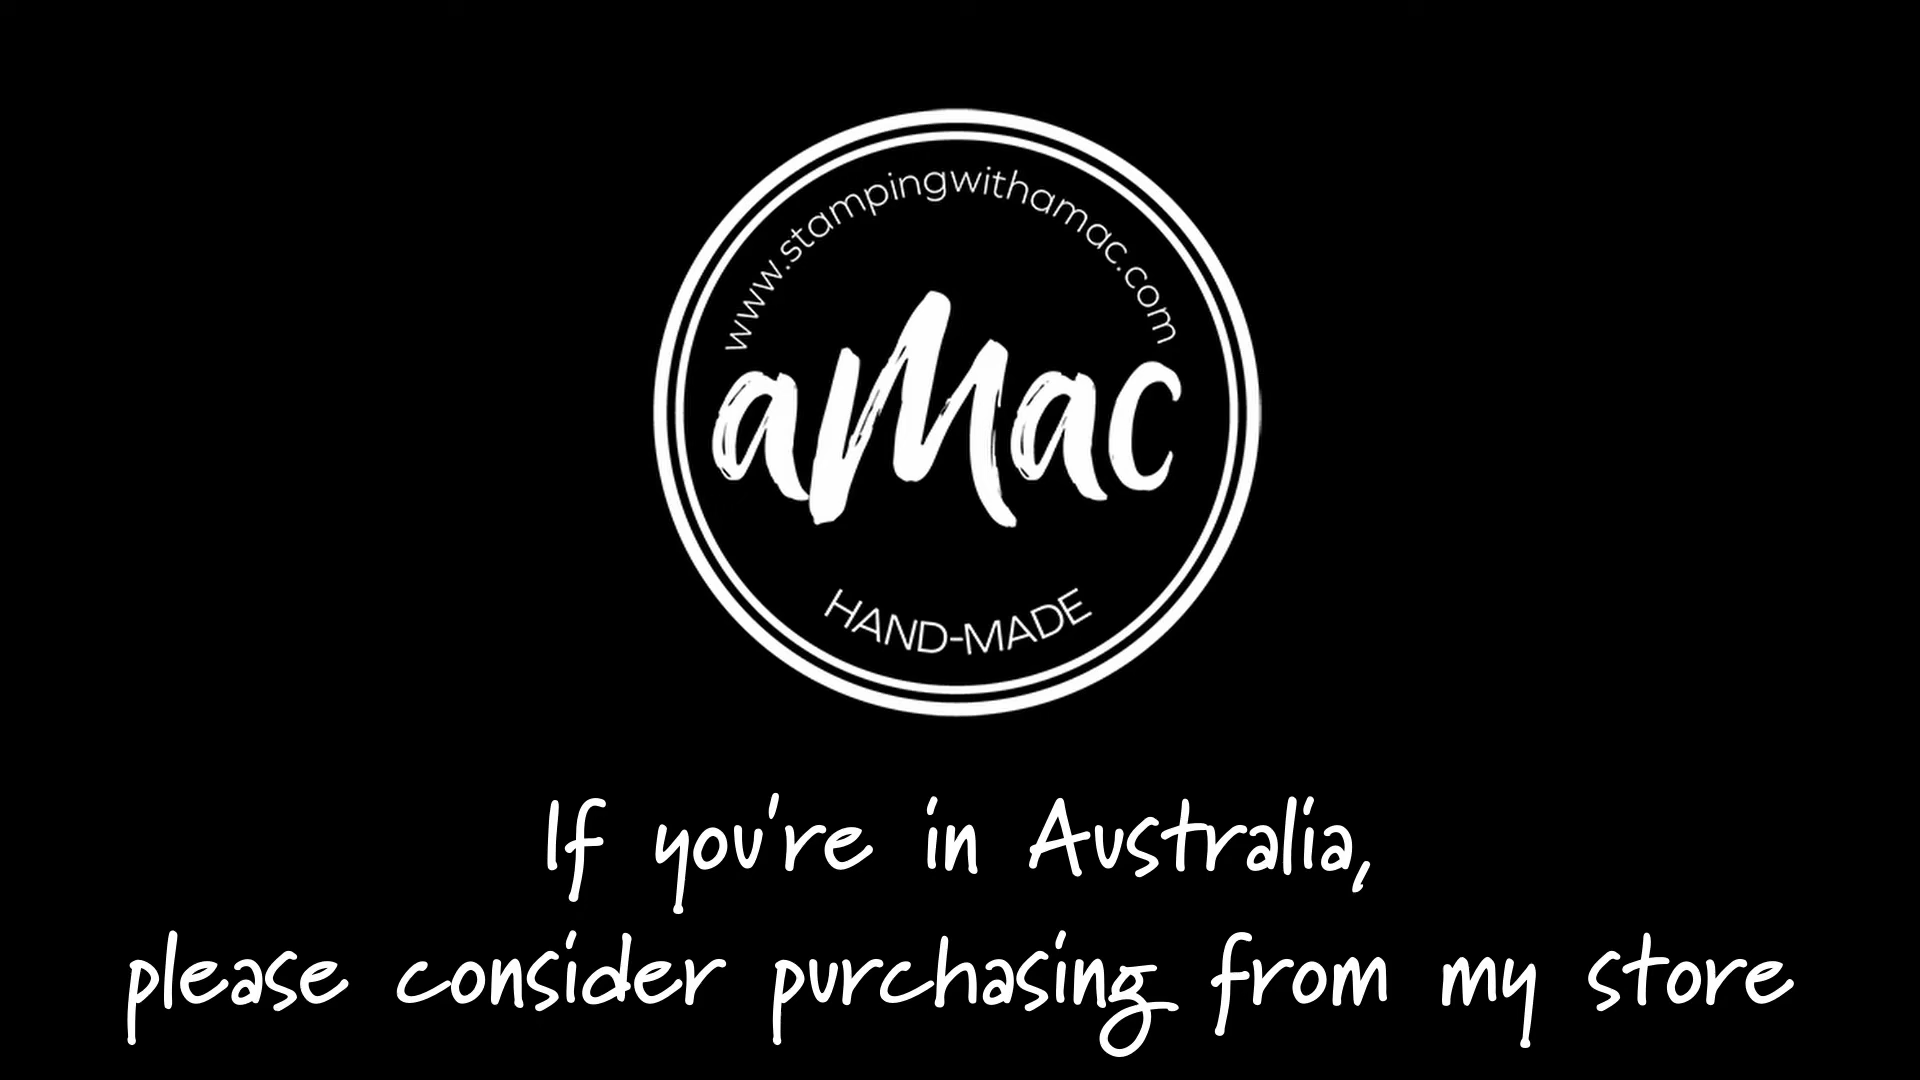 www.stampingwithamac.com
aMac
HAND-MADE
If you're in Australia,
please consider purchasing from my store